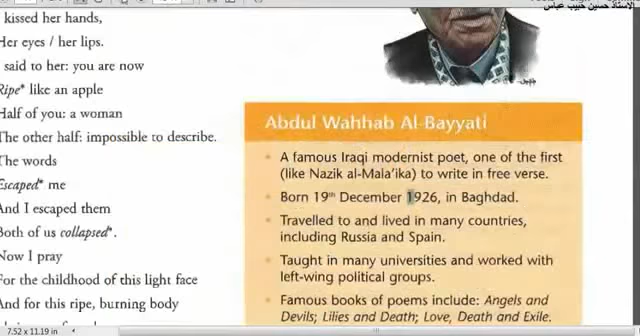 الاستاذ حسين حبيب عباس
kissed her hands,
Her eyes / her lips.
said to her: you are now
Ripe* like an apple
Half of you: a woman
The other half: impossible to describe.
The words
Escaped* me
And I escaped them
Both of us collapsed*.
Now I pray
For the childhood of this light face
And for this ripe, burning body
Abdul Wahhab Al-Bayyati
• A famous Iraqi modernist poet, one of the first
(like Nazik al-Mala'ika) to write in free verse.
• Born 19th December 1926, in Baghdad.
• Travelled to and lived in many countries,
including Russia and Spain.
• Taught in many universities and worked with
left-wing political groups.
• Famous books of poems include: Angels and
Devils; Lilies and Death; Love, Death and Exile.
7.52 x 11.19 in